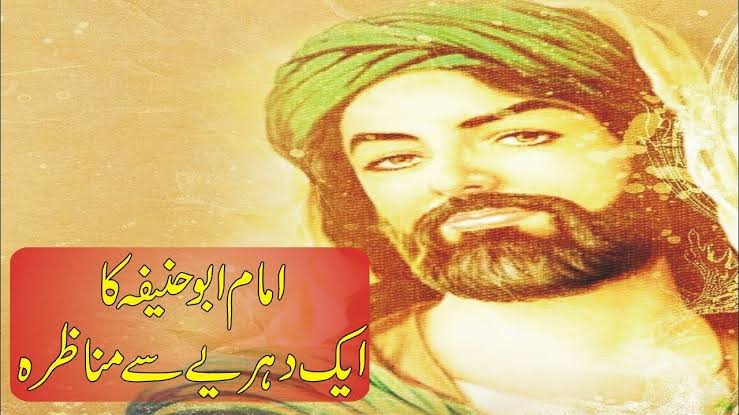 امام ابو حنیفہ کا
ایک دہریے سے مناظرہ